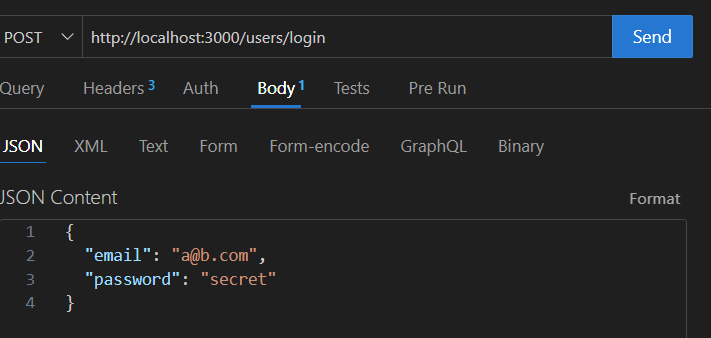 POST http://localhost:3000/users/login Send
Query Headers 3 Auth Body 1 Tests Pre Run
JSON XML Text Form Form-encode GraphQL Binary
JSON Content Format
1 {
2 "email": "a@b.com",
3 "password": "secret"
4 }